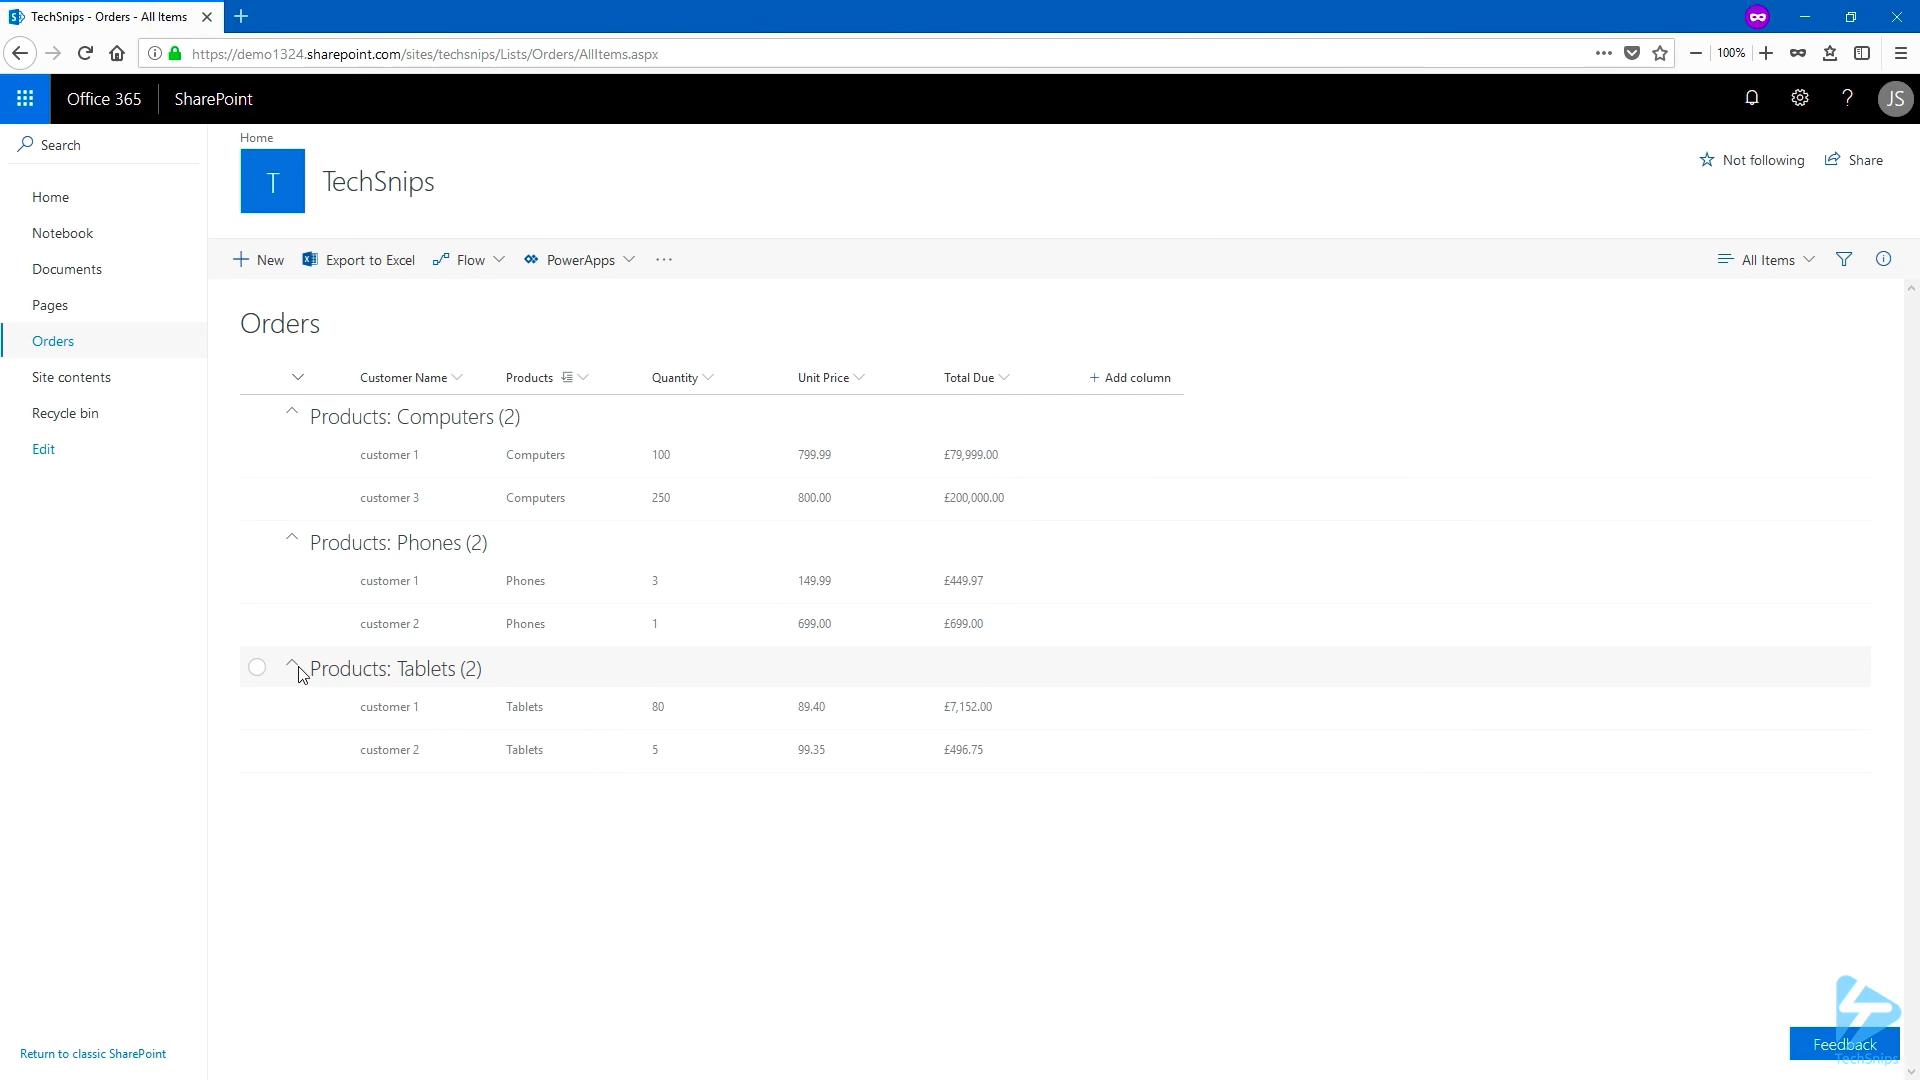 TechSnips - Orders - All Items
https://demo1324.sharepoint.com/sites/techsnips/Lists/Orders/AllItems.aspx
100%
Office 365 SharePoint
JS
Search
Home
Notebook
Documents
Pages
Orders
Site contents
Recycle bin
Edit
Return to classic SharePoint
Home
T
TechSnips
Not following Share
New Export to Excel Flow PowerApps ···
All Items
Orders
Customer Name Products Quantity Unit Price Total Due + Add column
Products: Computers (2)
customer 1 Computers 100 799.99 £79,999.00
customer 3 Computers 250 800.00 £200,000.00
Products: Phones (2)
customer 1 Phones 3 149.99 £449.97
customer 2 Phones 1 699.00 £699.00
Products: Tablets (2)
customer 1 Tablets 80 89.40 £7,152.00
customer 2 Tablets 5 99.35 £496.75
Feedback
TechSnips